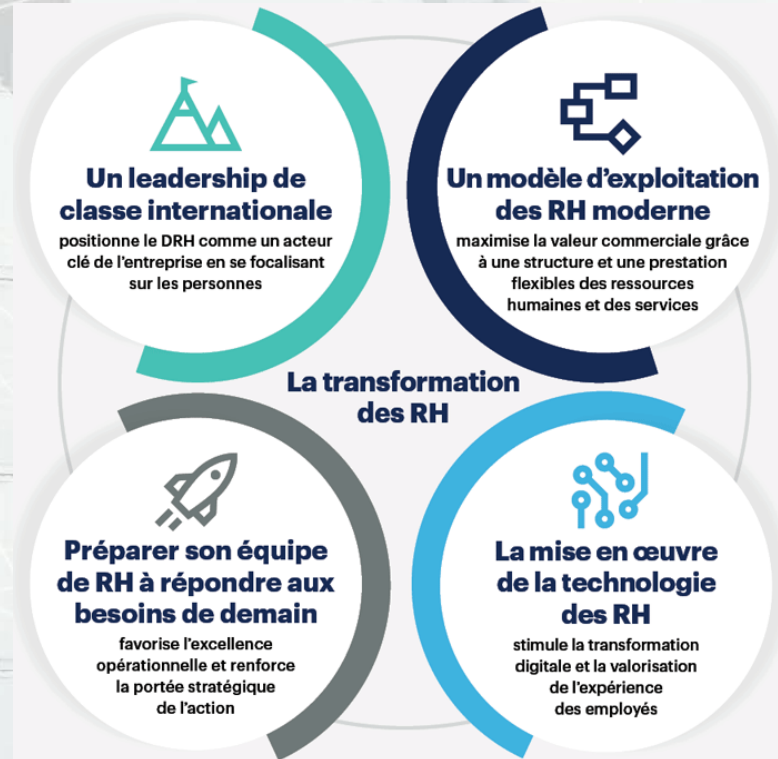 Un leadership de
classe internationale
positionne le DRH comme un acteur
clé de l'entreprise en se focalisant
sur les personnes
Un modèle d'exploitation
des RH moderne
maximise la valeur commerciale grâce
à une structure et une prestation
flexibles des ressources
humaines et des services
La transformation
des RH
Préparer son équipe
de RH à répondre aux
besoins de demain
favorise l'excellence
opérationnelle et renforce
la portée stratégique
de l'action
La mise en œuvre
de la technologie
des RH
stimule la transformation
digitale et la valorisation
de l'expérience
des employés